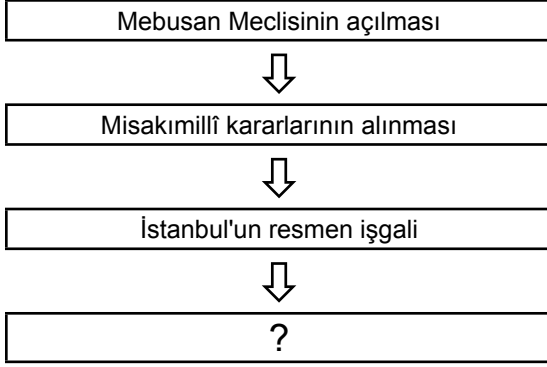 Mebusan Meclisinin açılması
Misakımillî kararlarının alınması
İstanbul'un resmen işgali
?